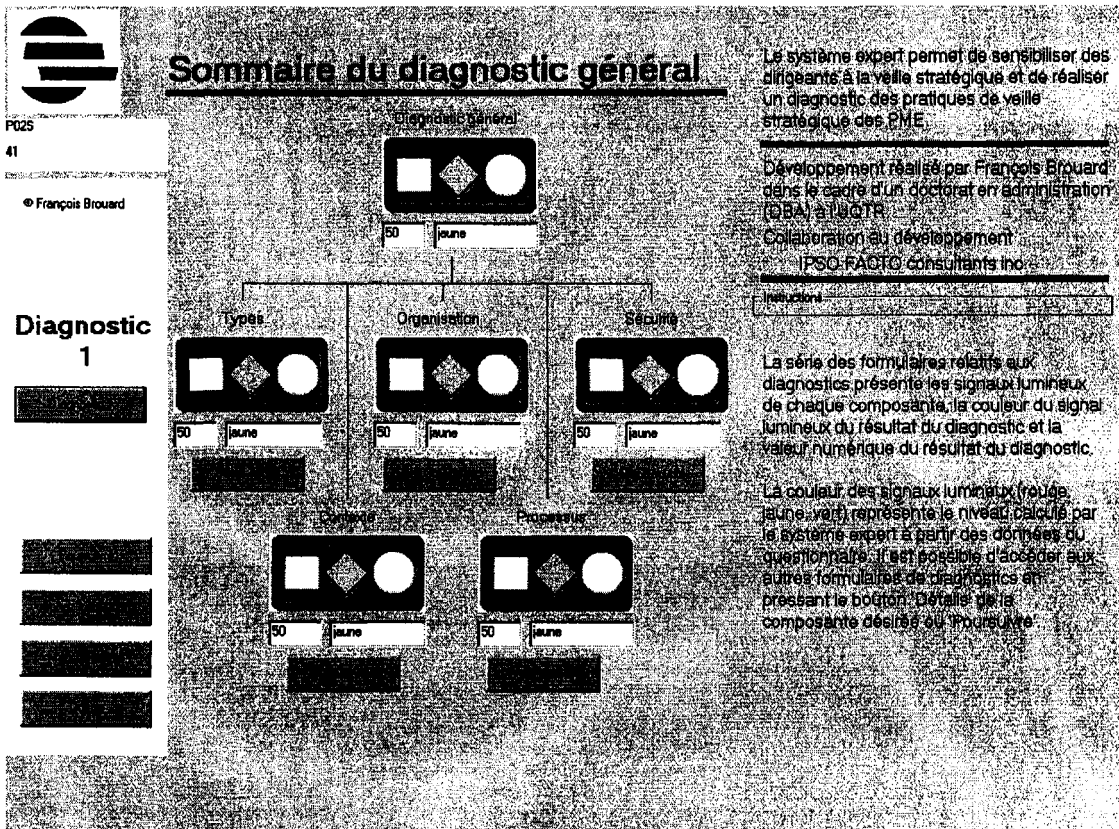 Sommaire du diagnostic général
P02S
41
© François Brouard
Diagnostic
1
Diagnostic général
50 jaune
Types
Organisation
Sécurité
50 jaune
50 jaune
50 jaune
Contexte
Processus
50 jaune
50 jaune
Le système expert permet de sensibiliser des
dirigeants à la veille stratégique et de réaliser
un diagnostic des pratiques de veille
stratégique des PME.
Développement réalisé par François Brouard
dans le cadre d'un doctorat en administration
(DBA) à l'UQTR
Collaboration au développement
IPSO FACTO consultants inc.
Instructions
La série des formulaires relatifs aux
diagnostics présente les signaux lumineux
de chaque composante, la couleur du signal
lumineux du résultat du diagnostic et la
valeur numérique du résultat du diagnostic.
La couleur des signaux lumineux (rouge,
jaune, vert) représente le niveau calculé par
le système expert à partir des données du
questionnaire. Il est possible d'accéder aux
autres formulaires de diagnostics en
pressant le bouton 'Détails' de la
composante désirée ou 'Poursuivre'